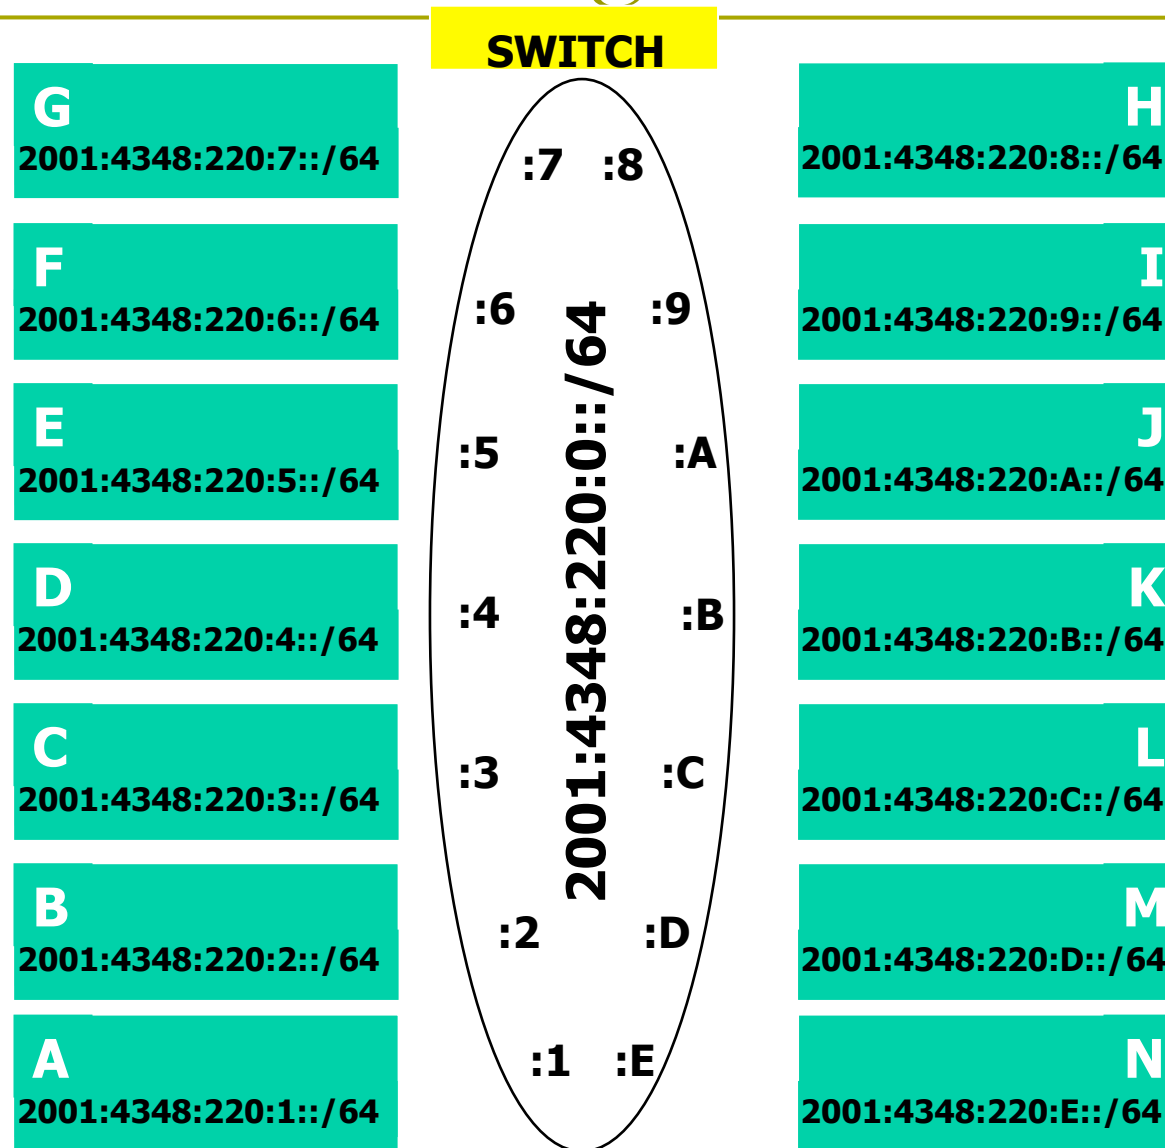 SWITCH
G
2001:4348:220:7::/64
F
2001:4348:220:6::/64
E
2001:4348:220:5::/64
D
2001:4348:220:4::/64
C
2001:4348:220:3::/64
B
2001:4348:220:2::/64
A
2001:4348:220:1::/64
:7 :8
:6 :9
:5 :A
:4 :B
:3 :C
:2 :D
:1 :E
2001:4348:220:0::/64
H
2001:4348:220:8::/64
I
2001:4348:220:9::/64
J
2001:4348:220:A::/64
K
2001:4348:220:B::/64
L
2001:4348:220:C::/64
M
2001:4348:220:D::/64
N
2001:4348:220:E::/64